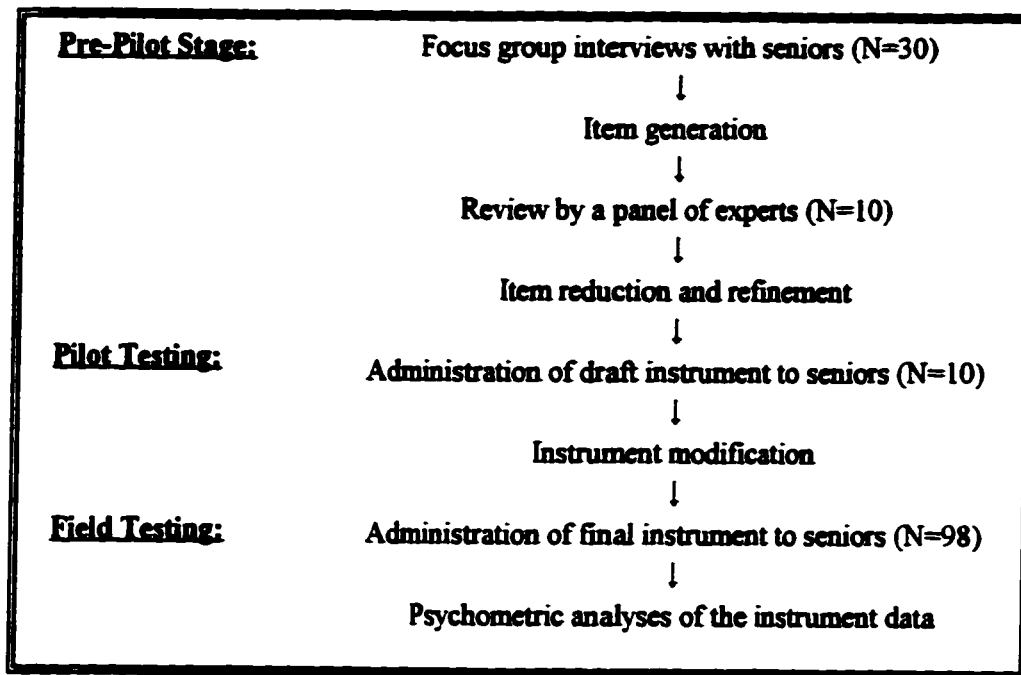 Pre-Pilot Stage: Focus group interviews with seniors (N=30)
↓
Item generation
↓
Review by a panel of experts (N=10)
↓
Item reduction and refinement
↓
Pilot Testing: Administration of draft instrument to seniors (N=10)
↓
Instrument modification
↓
Field Testing: Administration of final instrument to seniors (N=98)
↓
Psychometric analyses of the instrument data